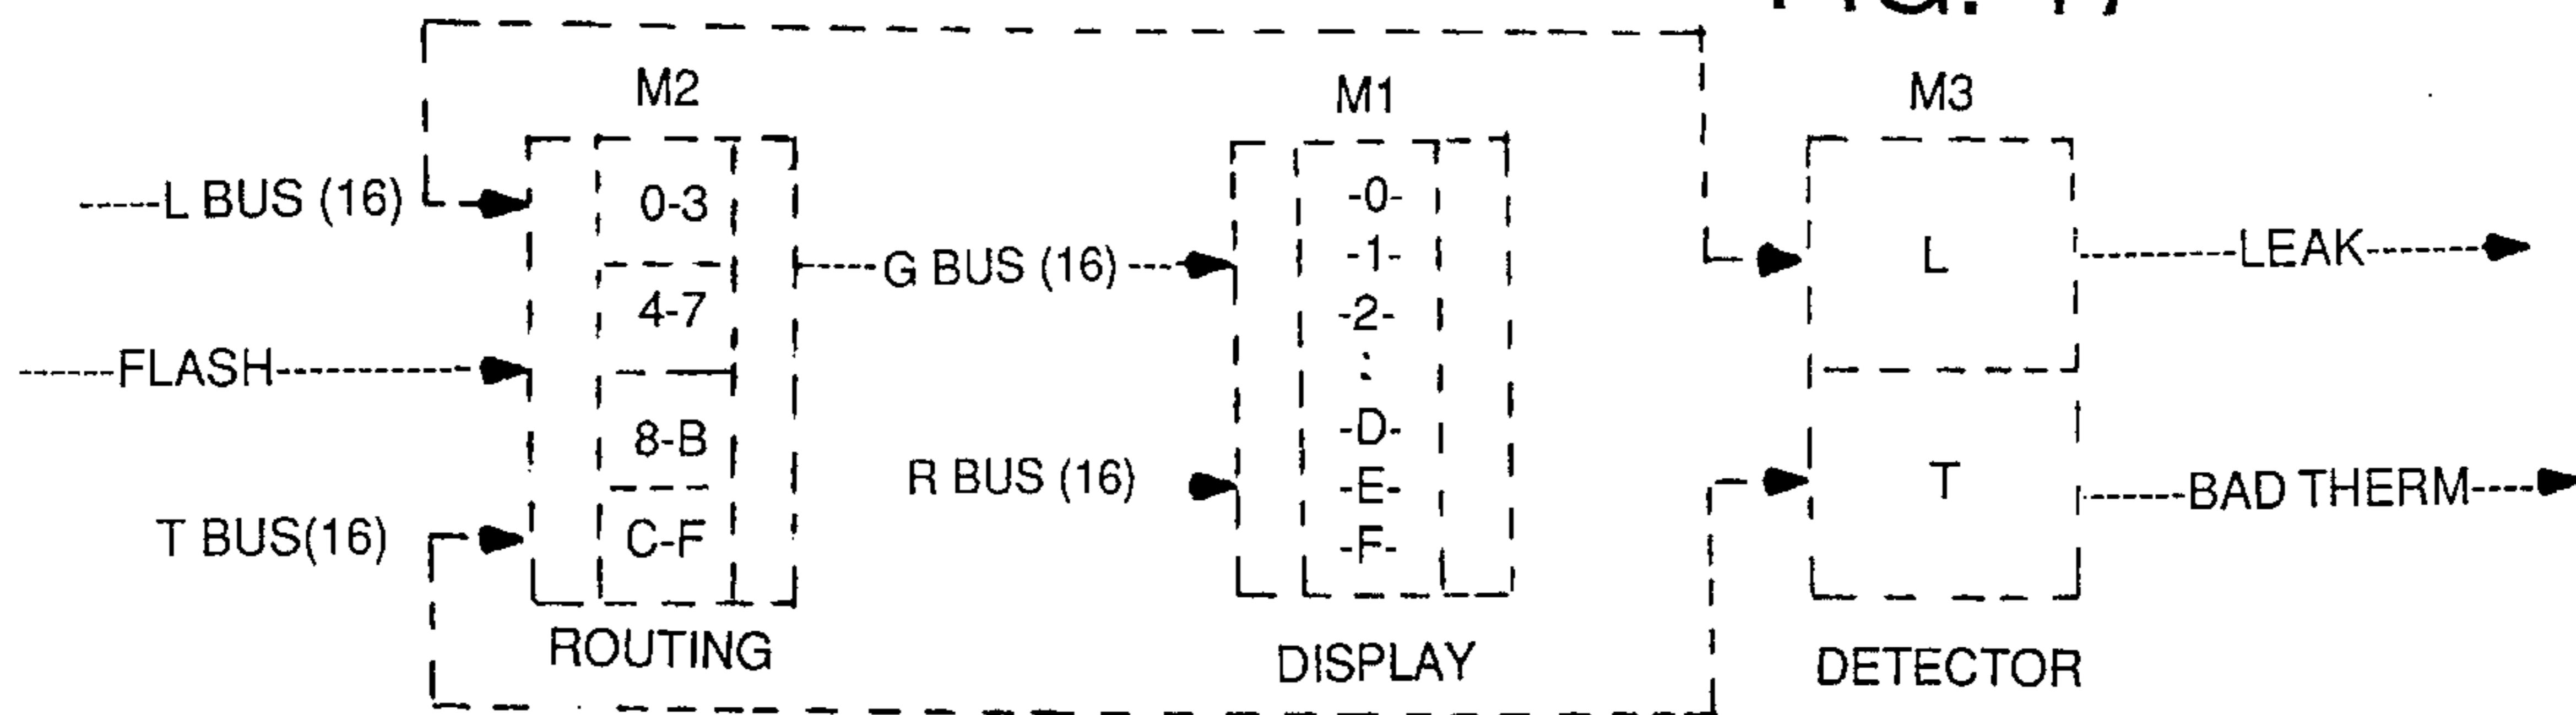 M2
M1
M3
L BUS (16)
FLASH
T BUS(16)
0-3
4-7
8-B
C-F
ROUTING
G BUS (16)
R BUS (16)
-0-
-1-
-2-
:
-D-
-E-
-F-
DISPLAY
L
T
DETECTOR
LEAK
BAD THERM